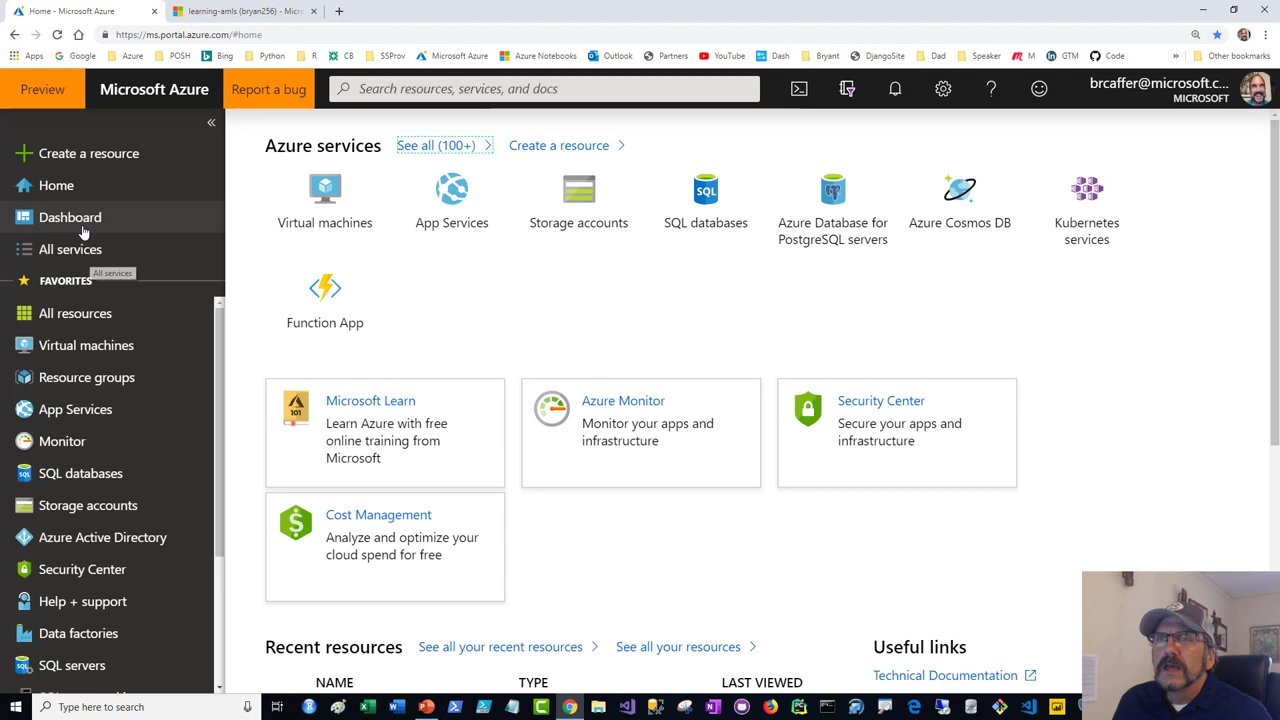 Home - Microsoft Azure
learning-amls (bryan256) - Micro
https://ms.portal.azure.com/#home
Apps
Google
Azure
POSH
Bing
Python
R
CB
SSProv
Microsoft Azure
Azure Notebooks
Outlook
Partners
YouTube
Dash
Bryant
DjangoSite
Dad
Speaker
M
GTM
Code
Other bookmarks
Preview
Microsoft Azure
Report a bug
Search resources, services, and docs
brcaffer@microsoft.c...
MICROSOFT
Create a resource
Home
Dashboard
All services
All services
FAVORITES
All resources
Virtual machines
Resource groups
App Services
Monitor
SQL databases
Storage accounts
Azure Active Directory
Security Center
Help + support
Data factories
SQL servers
Azure services
See all (100+)
Create a resource
Virtual machines
App Services
Storage accounts
SQL
SQL databases
Azure Database for
PostgreSQL servers
Azure Cosmos DB
Kubernetes
services
Function App
101
Microsoft Learn
Learn Azure with free
online training from
Microsoft
Azure Monitor
Monitor your apps and
infrastructure
Security Center
Secure your apps and
infrastructure
Cost Management
Analyze and optimize your
cloud spend for free
Recent resources
See all your recent resources
See all your resources
Useful links
NAME
TYPE
LAST VIEWED
Technical Documentation
Type here to search